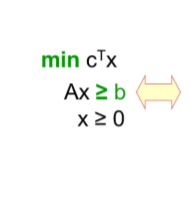 min cᵀx
Ax ≥ b
x ≥ 0